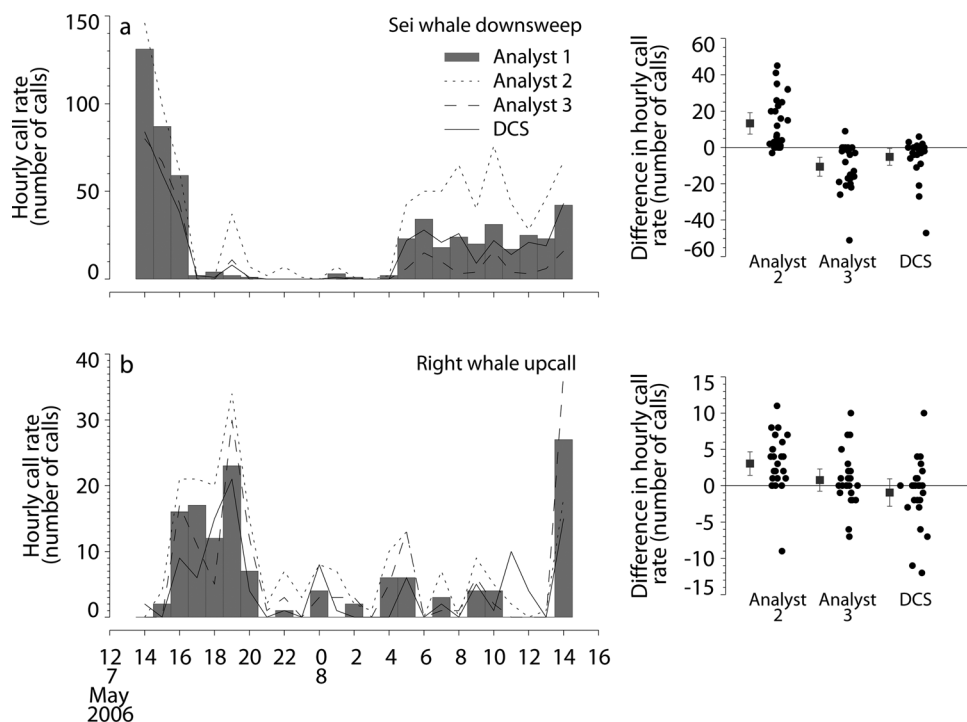 a
Sei whale downsweep
Analyst 1
Analyst 2
Analyst 3
DCS
Hourly call rate
(number of calls)
150
100
50
0
Difference in hourly call
rate (number of calls)
60
40
20
0
-20
-40
-60
Analyst
2
Analyst
3
DCS
b
Right whale upcall
Hourly call rate
(number of calls)
40
30
20
10
0
12 14 16 18 20 22 0 2 4 6 8 10 12 14 16
7 8
May
2006
Difference in hourly call
rate (number of calls)
15
10
5
0
-5
-10
-15
Analyst
2
Analyst
3
DCS